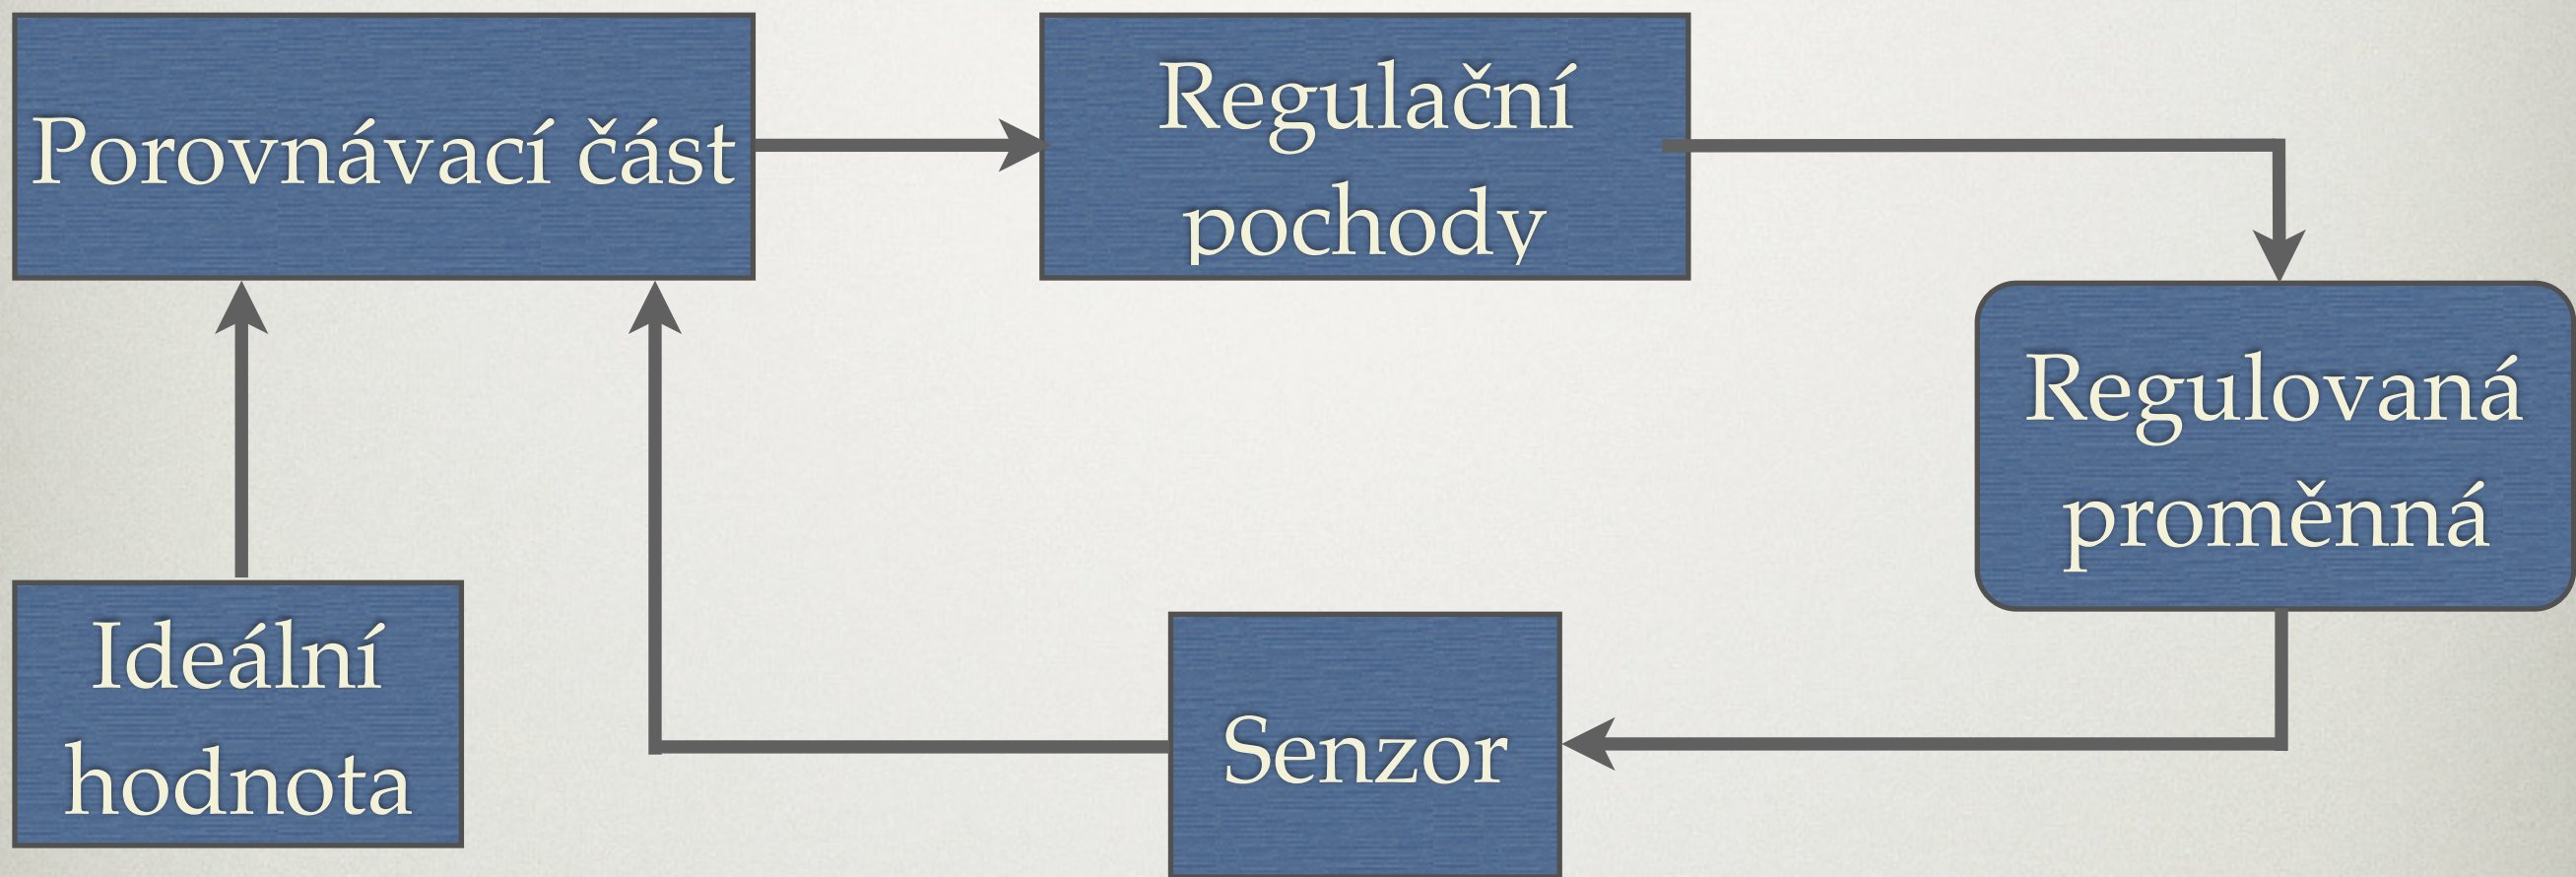 Porovnávací část
Regulační
pochody
Regulovaná
proměnná
Ideální
hodnota
Senzor